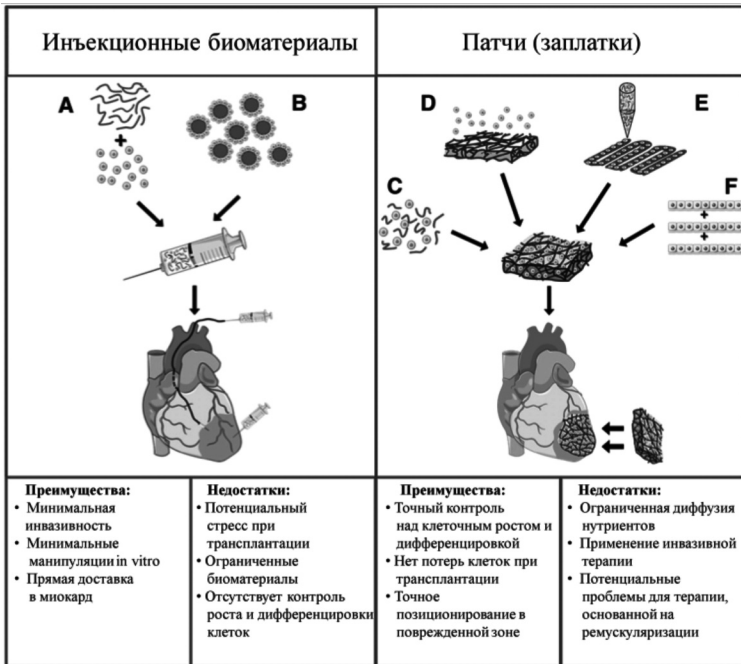 Инъекционные биоматериалы
Патчи (заплатки)
A
B
+
D
E
C
F
+
+
Преимущества:
• Минимальная
инвазивность
• Минимальные
манипуляции in vitro
• Прямая доставка
в миокард
Недостатки:
• Потенциальный
стресс при
трансплантации
• Ограниченные
биоматериалы
• Отсутствует контроль
роста и дифференцировки
клеток
Преимущества:
• Точный контроль
над клеточным ростом и
дифференцировкой
• Нет потерь клеток при
трансплантации
• Точное
позиционирование в
поврежденной зоне
Недостатки:
• Ограниченная диффузия
нутриентов
• Применение инвазивной
терапии
• Потенциальные
проблемы для терапии,
основанной на
ремускуляризации